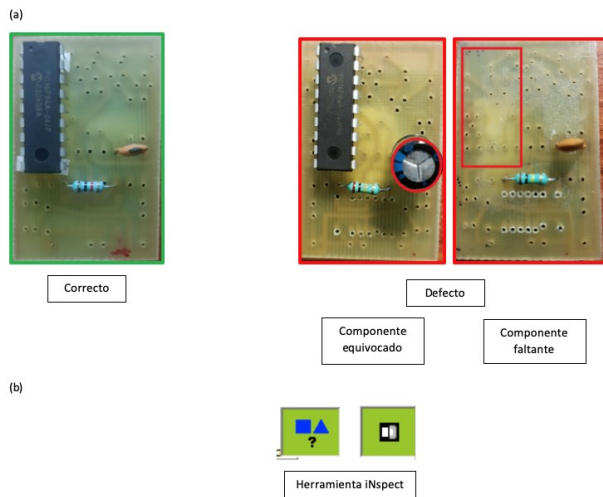 (a)
Correcto
Defecto
Componente
equivocado
Componente
faltante
(b)
?
Herramienta iNspect